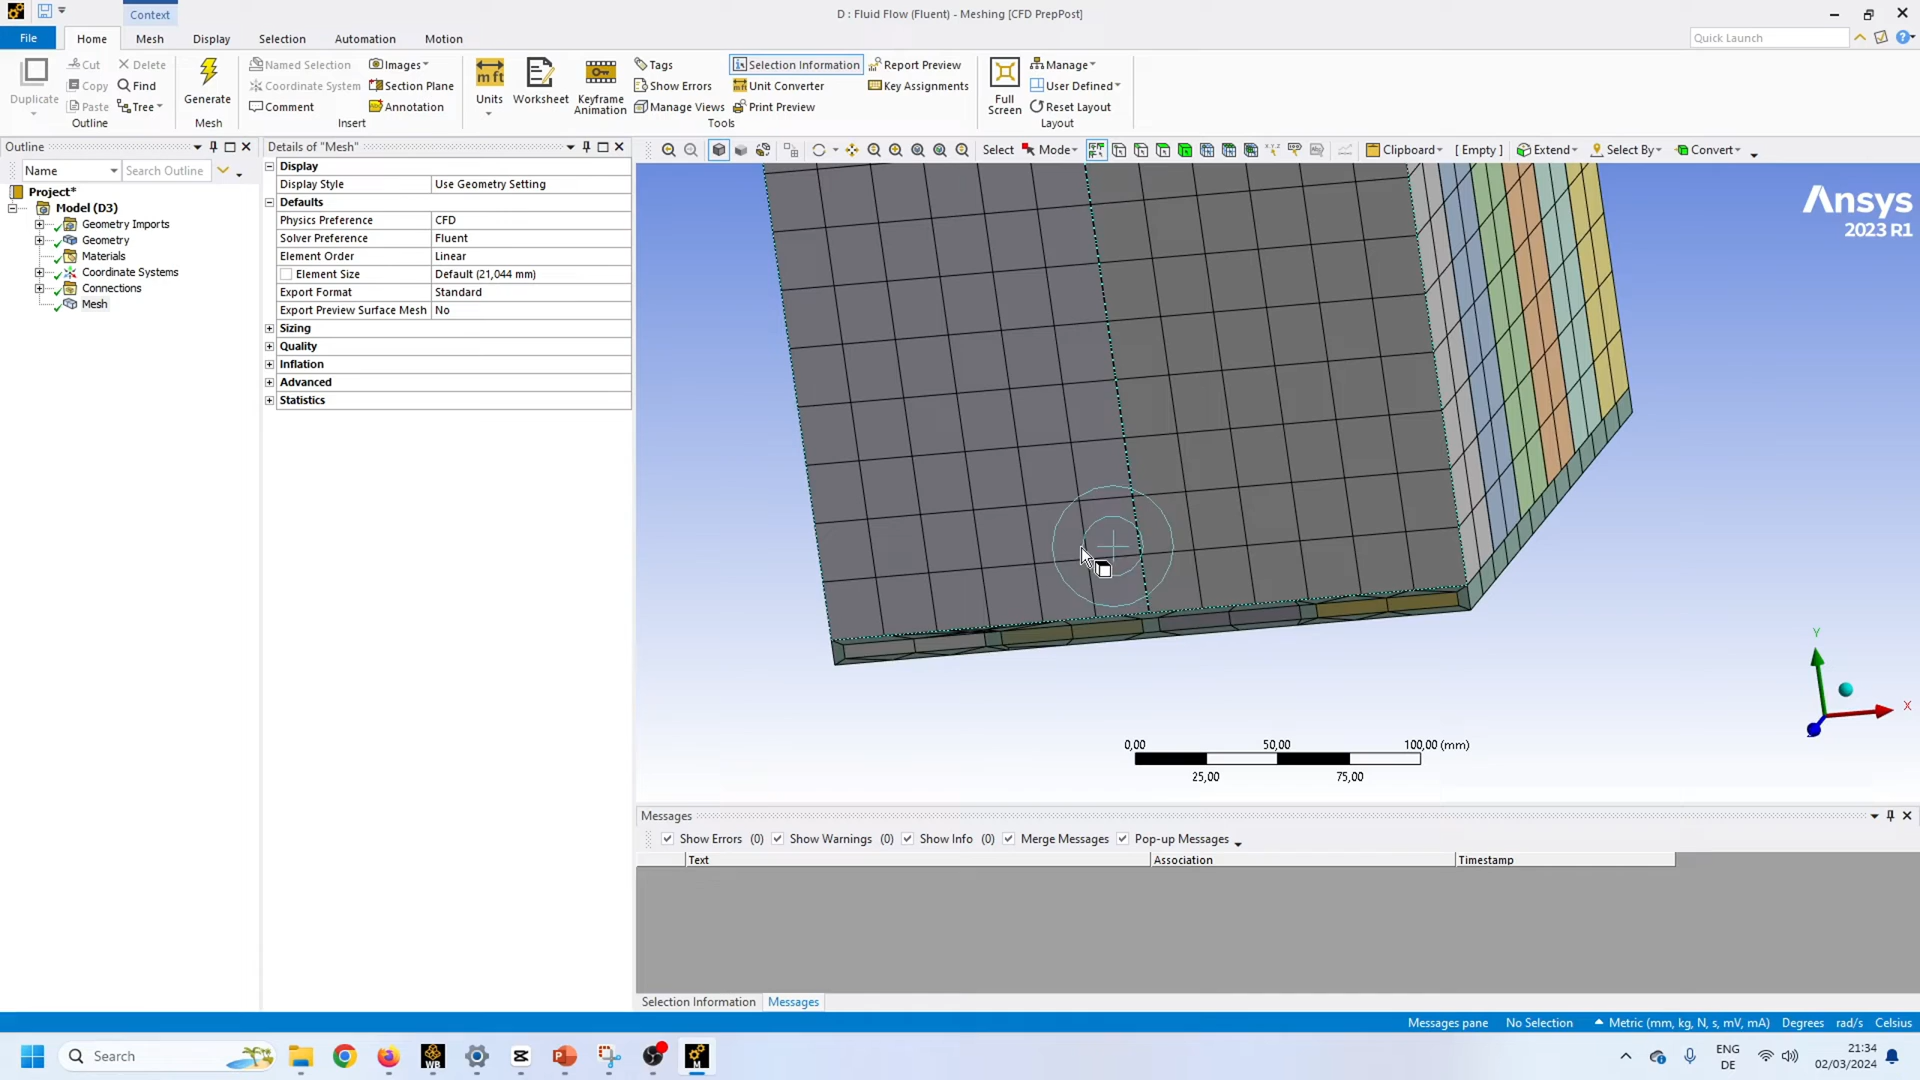 Context
D : Fluid Flow (Fluent) - Meshing [CFD PrepPost]
File
Home
Mesh
Display
Selection
Automation
Motion
Quick Launch
Duplicate
Cut
Copy
Paste
Delete
Find
Tree
Outline
Generate
Mesh
Named Selection
Coordinate System
Comment
Images
Section Plane
Annotation
Insert
Units
Worksheet
Keyframe
Animation
Tags
Show Errors
Manage Views
Selection Information
Unit Converter
Print Preview
Report Preview
Key Assignments
Tools
Full
Screen
Manage
User Defined
Reset Layout
Layout
Outline
Name
Search Outline
Project*
Model (D3)
Geometry Imports
Geometry
Materials
Coordinate Systems
Connections
Mesh
Details of "Mesh"
Display
Display Style Use Geometry Setting
Defaults
Physics Preference CFD
Solver Preference Fluent
Element Order Linear
Element Size Default (21,044 mm)
Export Format Standard
Export Preview Surface Mesh No
Sizing
Quality
Inflation
Advanced
Statistics
Select Mode
Clipboard [ Empty ] Extend Select By Convert
Ansys
2023 R1
Y
X
0,00 50,00 100,00 (mm)
25,00 75,00
Messages
Show Errors (0) Show Warnings (0) Show Info (0) Merge Messages Pop-up Messages
Text Association Timestamp
Selection Information Messages
Messages pane No Selection Metric (mm, kg, N, s, mV, mA) Degrees rad/s Celsius
Search
WB
M
ENG
DE
21:34
02/03/2024